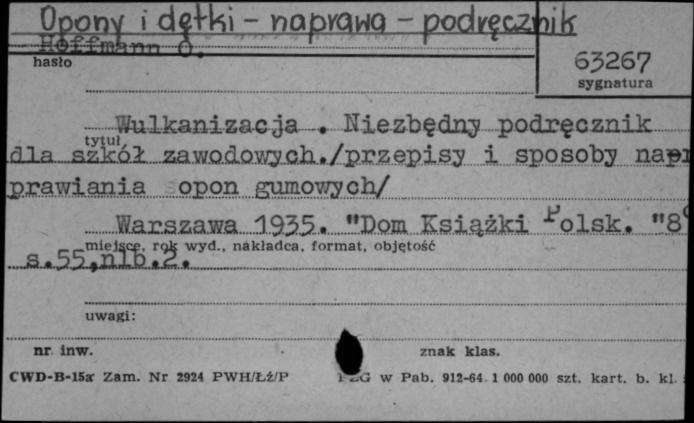 Opony i dętki - naprawa - podręcznik
Hoffmann O.
hasło
63267
sygnatura
Wulkanizacja . Niezbędny podręcznik
tytuł
dla szkół zawodowych./przepisy i sposoby napr
prawiania opon gumowych/
Warszawa 1935. "Dom Książki Polsk. "8°
miejsce, rok wyd., nakładca, format, objętość
s.55,nlb.2.
uwagi:
nr. inw.
znak klas.
CWD-B-15a Zam. Nr 2924 PWH/Łź/P
w Pab. 912-64. 1 000 000 szt. kart. b. kl.